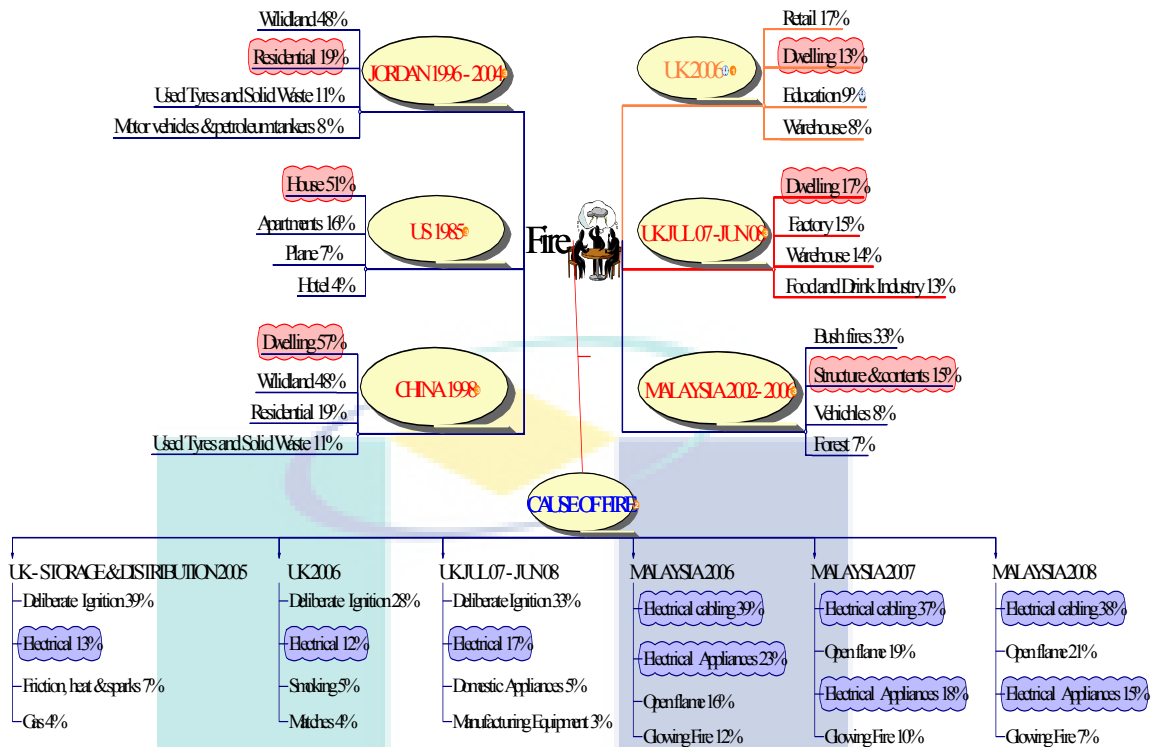 Wilidland 48%
Residential 19%
Used Tyres and Solid Waste 11%
Motor vehicles & petroleum tankers 8%
JORDAN 1996 - 2004
House 51%
Apartments 16%
Plane 7%
Hotel 4%
US 1985
Dwelling 57%
Wilidland 48%
Residential 19%
Used Tyres and Solid Waste 11%
CHINA 1998
Fire
Retail 17%
Dwelling 13%
Education 9%
Warehouse 8%
UK 2006
Dwelling 17%
Factory 15%
Warehouse 14%
Food and Drink Industry 13%
UK JUL 07 - JUN 08
Bush fires 33%
Structure & contents 15%
Vehichles 8%
Forest 7%
MALAYSIA 2002 - 2006
CAUSE OF FIRE
UK - STORAGE & DISTRIBUTION 2005
Deliberate Ignition 39%
Electrical 13%
Friction, heat & sparks 7%
Gas 4%
UK 2006
Deliberate Ignition 28%
Electrical 12%
Smoking 5%
Matches 4%
UK JUL 07 - JUN 08
Deliberate Ignition 33%
Electrical 17%
Domestic Appliances 5%
Manufacturing Equipment 3%
MALAYSIA 2006
Electrical cabling 39%
Electrical Appliances 23%
Open flame 16%
Glowing Fire 12%
MALAYSIA 2007
Electrical cabling 37%
Open flame 19%
Electrical Appliances 18%
Glowing Fire 10%
MALAYSIA 2008
Electrical cabling 38%
Open flame 21%
Electrical Appliances 15%
Glowing Fire 7%